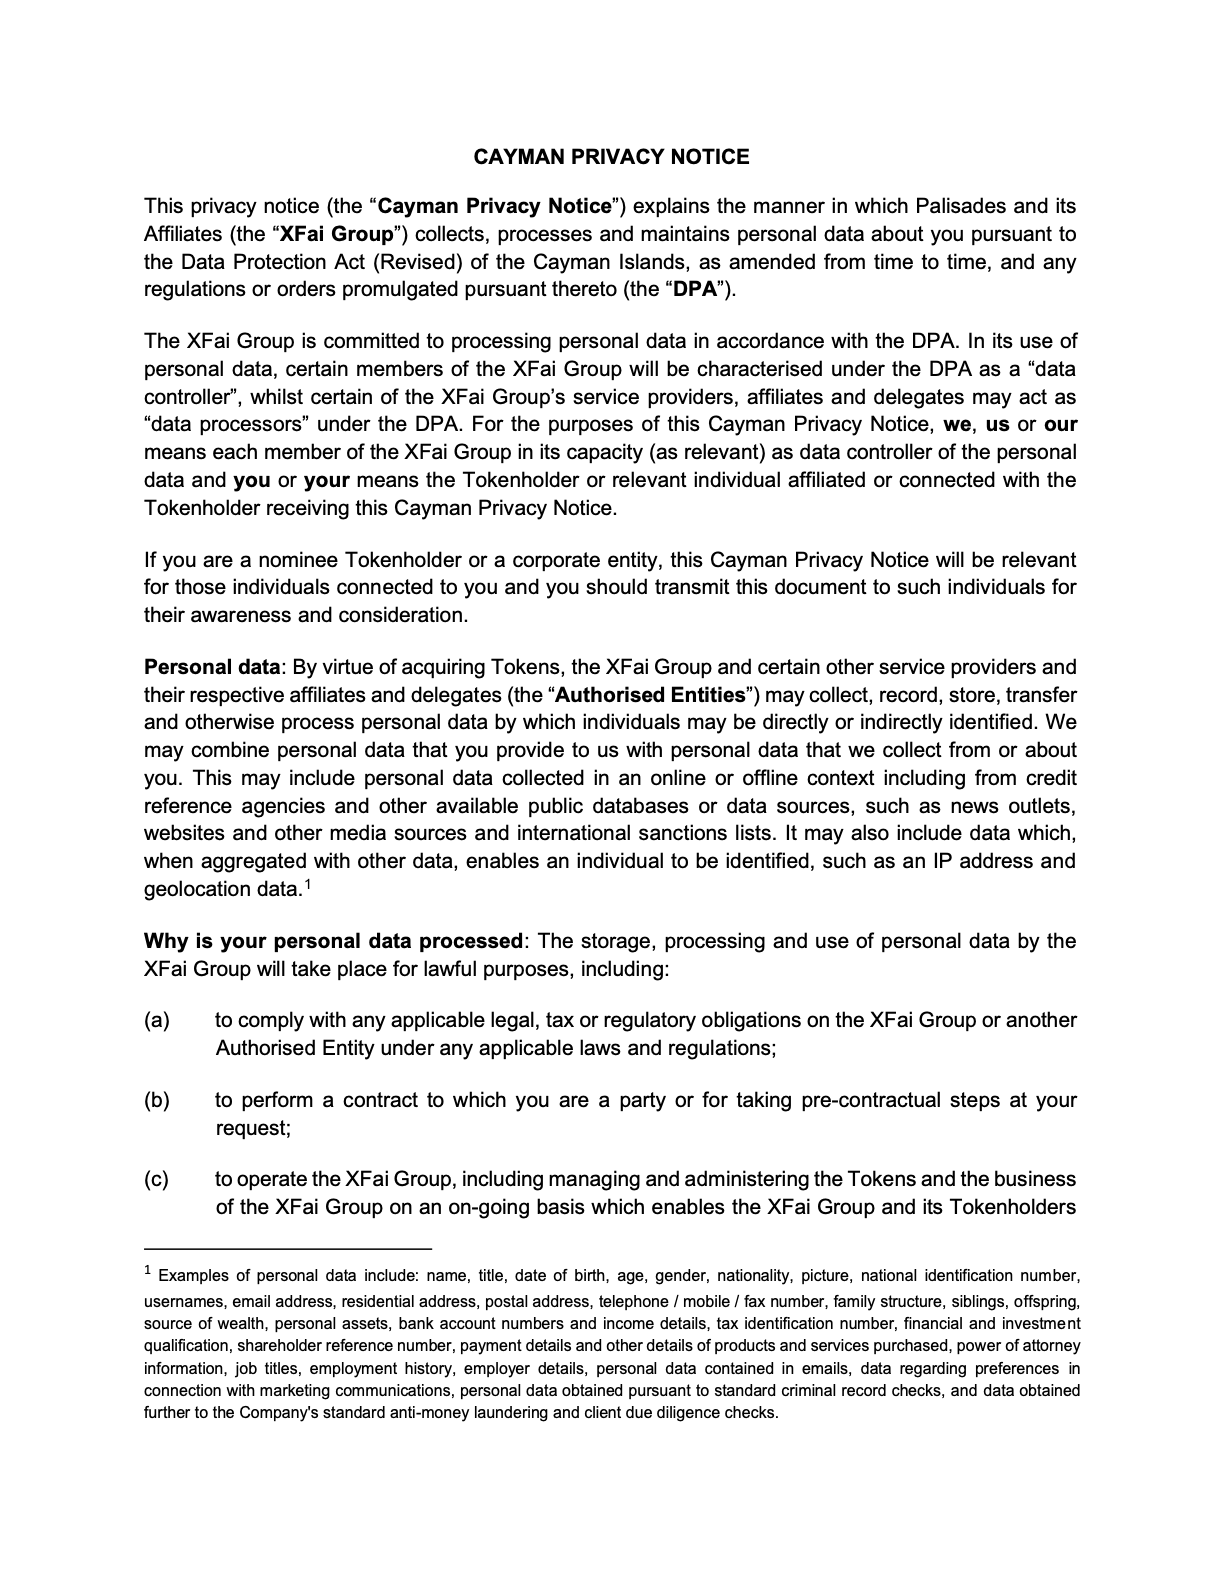 CAYMAN PRIVACY NOTICE
This privacy notice (the “Cayman Privacy Notice”) explains the manner in which Palisades and its
Affiliates (the “XFai Group”) collects, processes and maintains personal data about you pursuant to
the Data Protection Act (Revised) of the Cayman Islands, as amended from time to time, and any
regulations or orders promulgated pursuant thereto (the “DPA”).
The XFai Group is committed to processing personal data in accordance with the DPA. In its use of
personal data, certain members of the XFai Group will be characterised under the DPA as a “data
controller”, whilst certain of the XFai Group’s service providers, affiliates and delegates may act as
“data processors” under the DPA. For the purposes of this Cayman Privacy Notice, we, us or our
means each member of the XFai Group in its capacity (as relevant) as data controller of the personal
data and you or your means the Tokenholder or relevant individual affiliated or connected with the
Tokenholder receiving this Cayman Privacy Notice.
If you are a nominee Tokenholder or a corporate entity, this Cayman Privacy Notice will be relevant
for those individuals connected to you and you should transmit this document to such individuals for
their awareness and consideration.
Personal data: By virtue of acquiring Tokens, the XFai Group and certain other service providers and
their respective affiliates and delegates (the “Authorised Entities”) may collect, record, store, transfer
and otherwise process personal data by which individuals may be directly or indirectly identified. We
may combine personal data that you provide to us with personal data that we collect from or about
you. This may include personal data collected in an online or offline context including from credit
reference agencies and other available public databases or data sources, such as news outlets,
websites and other media sources and international sanctions lists. It may also include data which,
when aggregated with other data, enables an individual to be identified, such as an IP address and
geolocation data.1
Why is your personal data processed: The storage, processing and use of personal data by the
XFai Group will take place for lawful purposes, including:
(a) to comply with any applicable legal, tax or regulatory obligations on the XFai Group or another
Authorised Entity under any applicable laws and regulations;
(b) to perform a contract to which you are a party or for taking pre-contractual steps at your
request;
(c) to operate the XFai Group, including managing and administering the Tokens and the business
of the XFai Group on an on-going basis which enables the XFai Group and its Tokenholders
1 Examples of personal data include: name, title, date of birth, age, gender, nationality, picture, national identification number,
usernames, email address, residential address, postal address, telephone / mobile / fax number, family structure, siblings, offspring,
source of wealth, personal assets, bank account numbers and income details, tax identification number, financial and investment
qualification, shareholder reference number, payment details and other details of products and services purchased, power of attorney
information, job titles, employment history, employer details, personal data contained in emails, data regarding preferences in
connection with marketing communications, personal data obtained pursuant to standard criminal record checks, and data obtained
further to the Company's standard anti-money laundering and client due diligence checks.